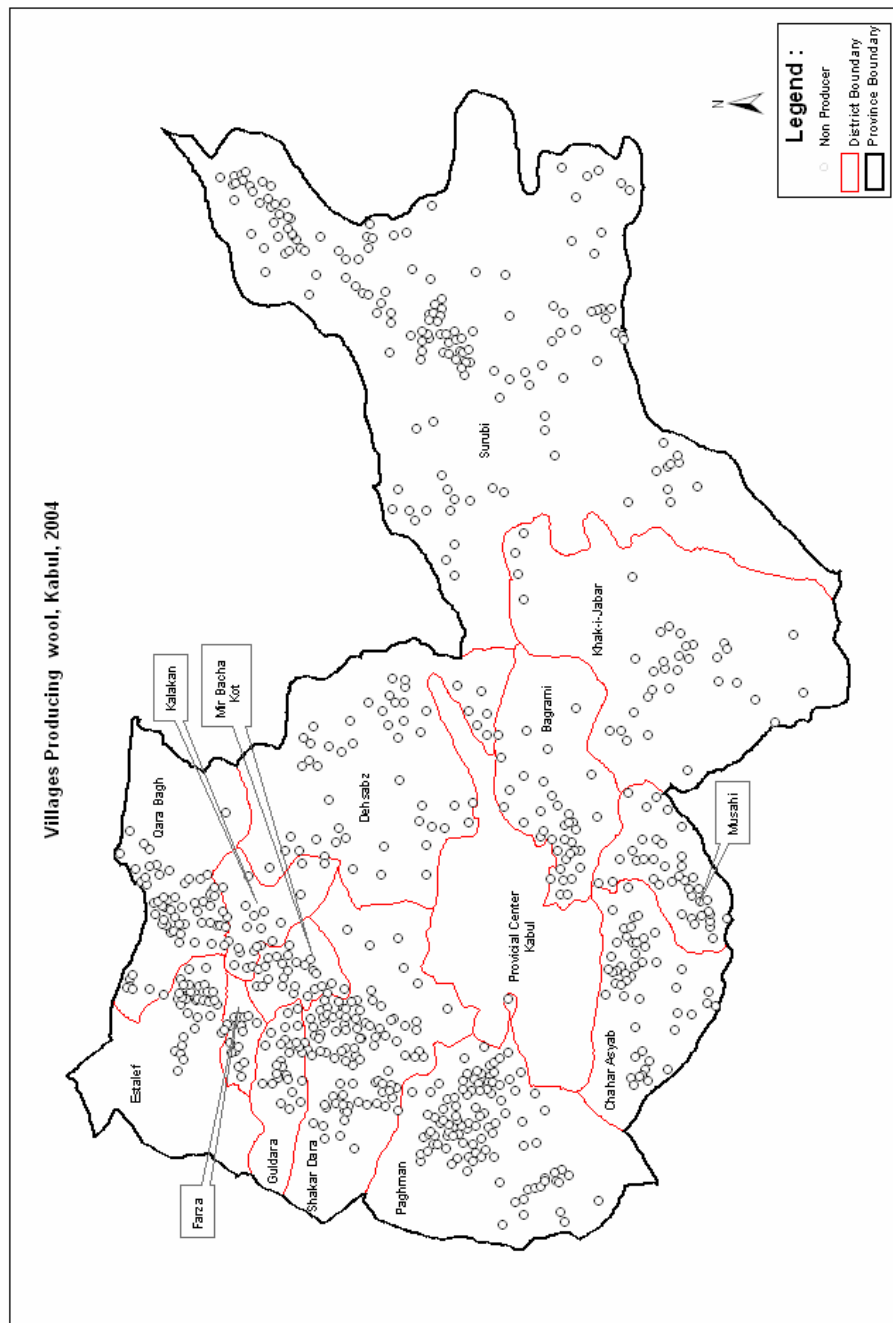 Villages Producing wool, Kabul, 2004
Kalakan
Mir Bacha
Kot
Qara Bagh
Estalef
Farza
Guldara
Shakar Dara
Paghman
Dehsabz
Provicial Center
Kabul
Bagrami
Khak-i-Jabar
Surubi
Chahar Asyab
Musahi
N
Legend :
Non Producer
District Boundary
Province Boundary